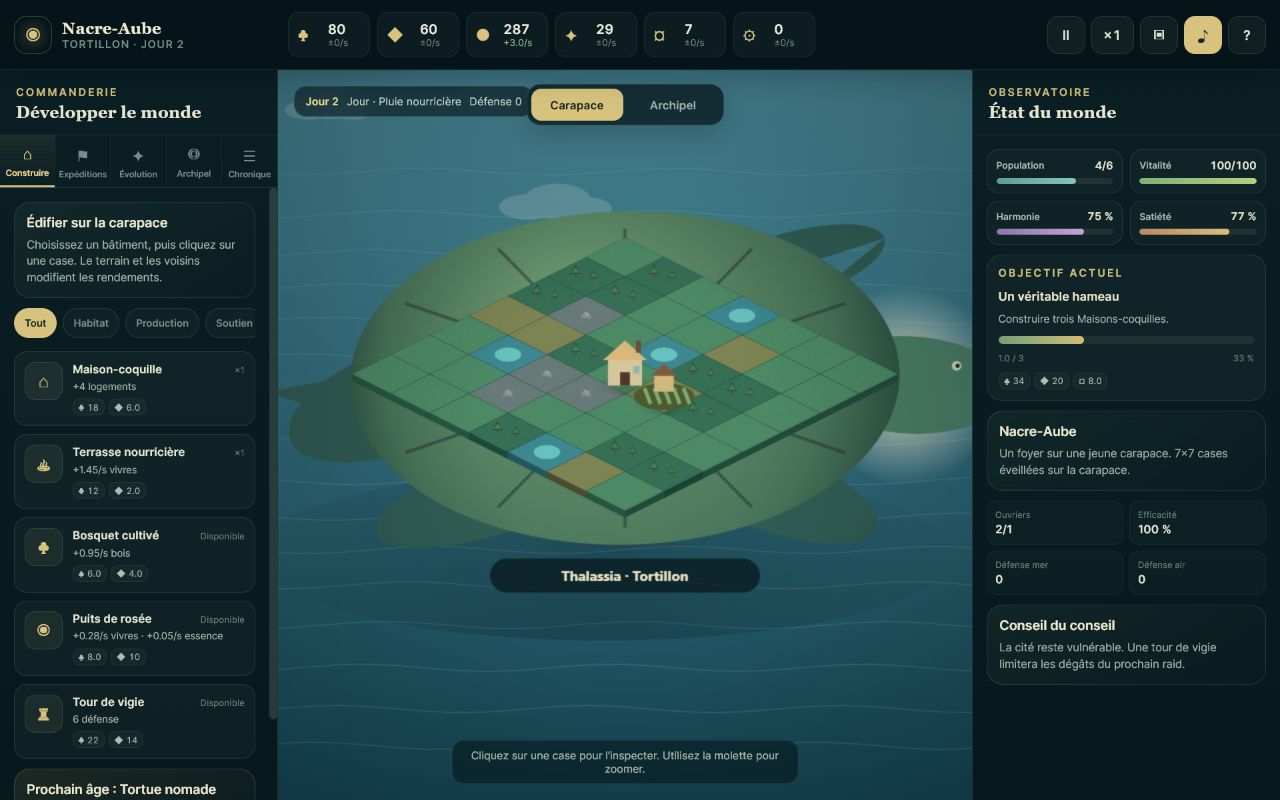 Nacre-Aube
TORTILLON · JOUR 2
80
±0/s
60
±0/s
287
+3.0/s
29
±0/s
7
±0/s
0
±0/s
×1
?
COMMANDERIE
Développer le monde
Construire
Expéditions
Évolution
Archipel
Chronique
Édifier sur la carapace
Choisissez un bâtiment, puis cliquez sur
une case. Le terrain et les voisins
modifient les rendements.
Tout
Habitat
Production
Soutien
Maison-coquille ×1
+4 logements
♣ 18 ◆ 6.0
Terrasse nourricière ×1
+1.45/s vivres
♣ 12 ◆ 2.0
Bosquet cultivé Disponible
+0.95/s bois
♣ 6.0 ◆ 4.0
Puits de rosée Disponible
+0.28/s vivres · +0.05/s essence
♣ 8.0 ◆ 10
Tour de vigie Disponible
6 défense
♣ 22 ◆ 14
Prochain âge : Tortue nomade
Jour 2 Jour · Pluie nourricière Défense 0
Carapace
Archipel
Thalassia · Tortillon
Cliquez sur une case pour l'inspecter. Utilisez la molette pour
zoomer.
OBSERVATOIRE
État du monde
Population 4/6
Vitalité 100/100
Harmonie 75 %
Satiété 77 %
OBJECTIF ACTUEL
Un véritable hameau
Construire trois Maisons-coquilles.
1.0 / 3 33 %
♣ 34 ◆ 20 ¤ 8.0
Nacre-Aube
Un foyer sur une jeune carapace. 7×7 cases
éveillées sur la carapace.
Ouvriers
2/1
Efficacité
100 %
Défense mer
0
Défense air
0
Conseil du conseil
La cité reste vulnérable. Une tour de vigie
limitera les dégâts du prochain raid.